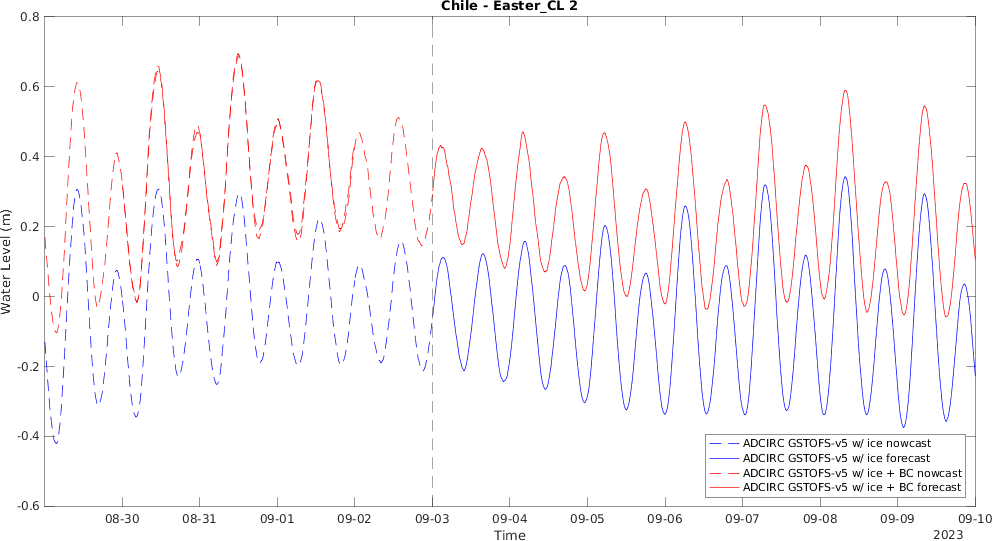 Chile - Easter_CL 2
0.8
0.6
0.4
0.2
0
-0.2
-0.4
-0.6
Water Level (m)
08-30 08-31 09-01 09-02 09-03 09-04 09-05 09-06 09-07 09-08 09-09 09-10
Time
2023
ADCIRC GSTOFS-v5 w/ ice nowcast
ADCIRC GSTOFS-v5 w/ ice forecast
ADCIRC GSTOFS-v5 w/ ice + BC nowcast
ADCIRC GSTOFS-v5 w/ ice + BC forecast